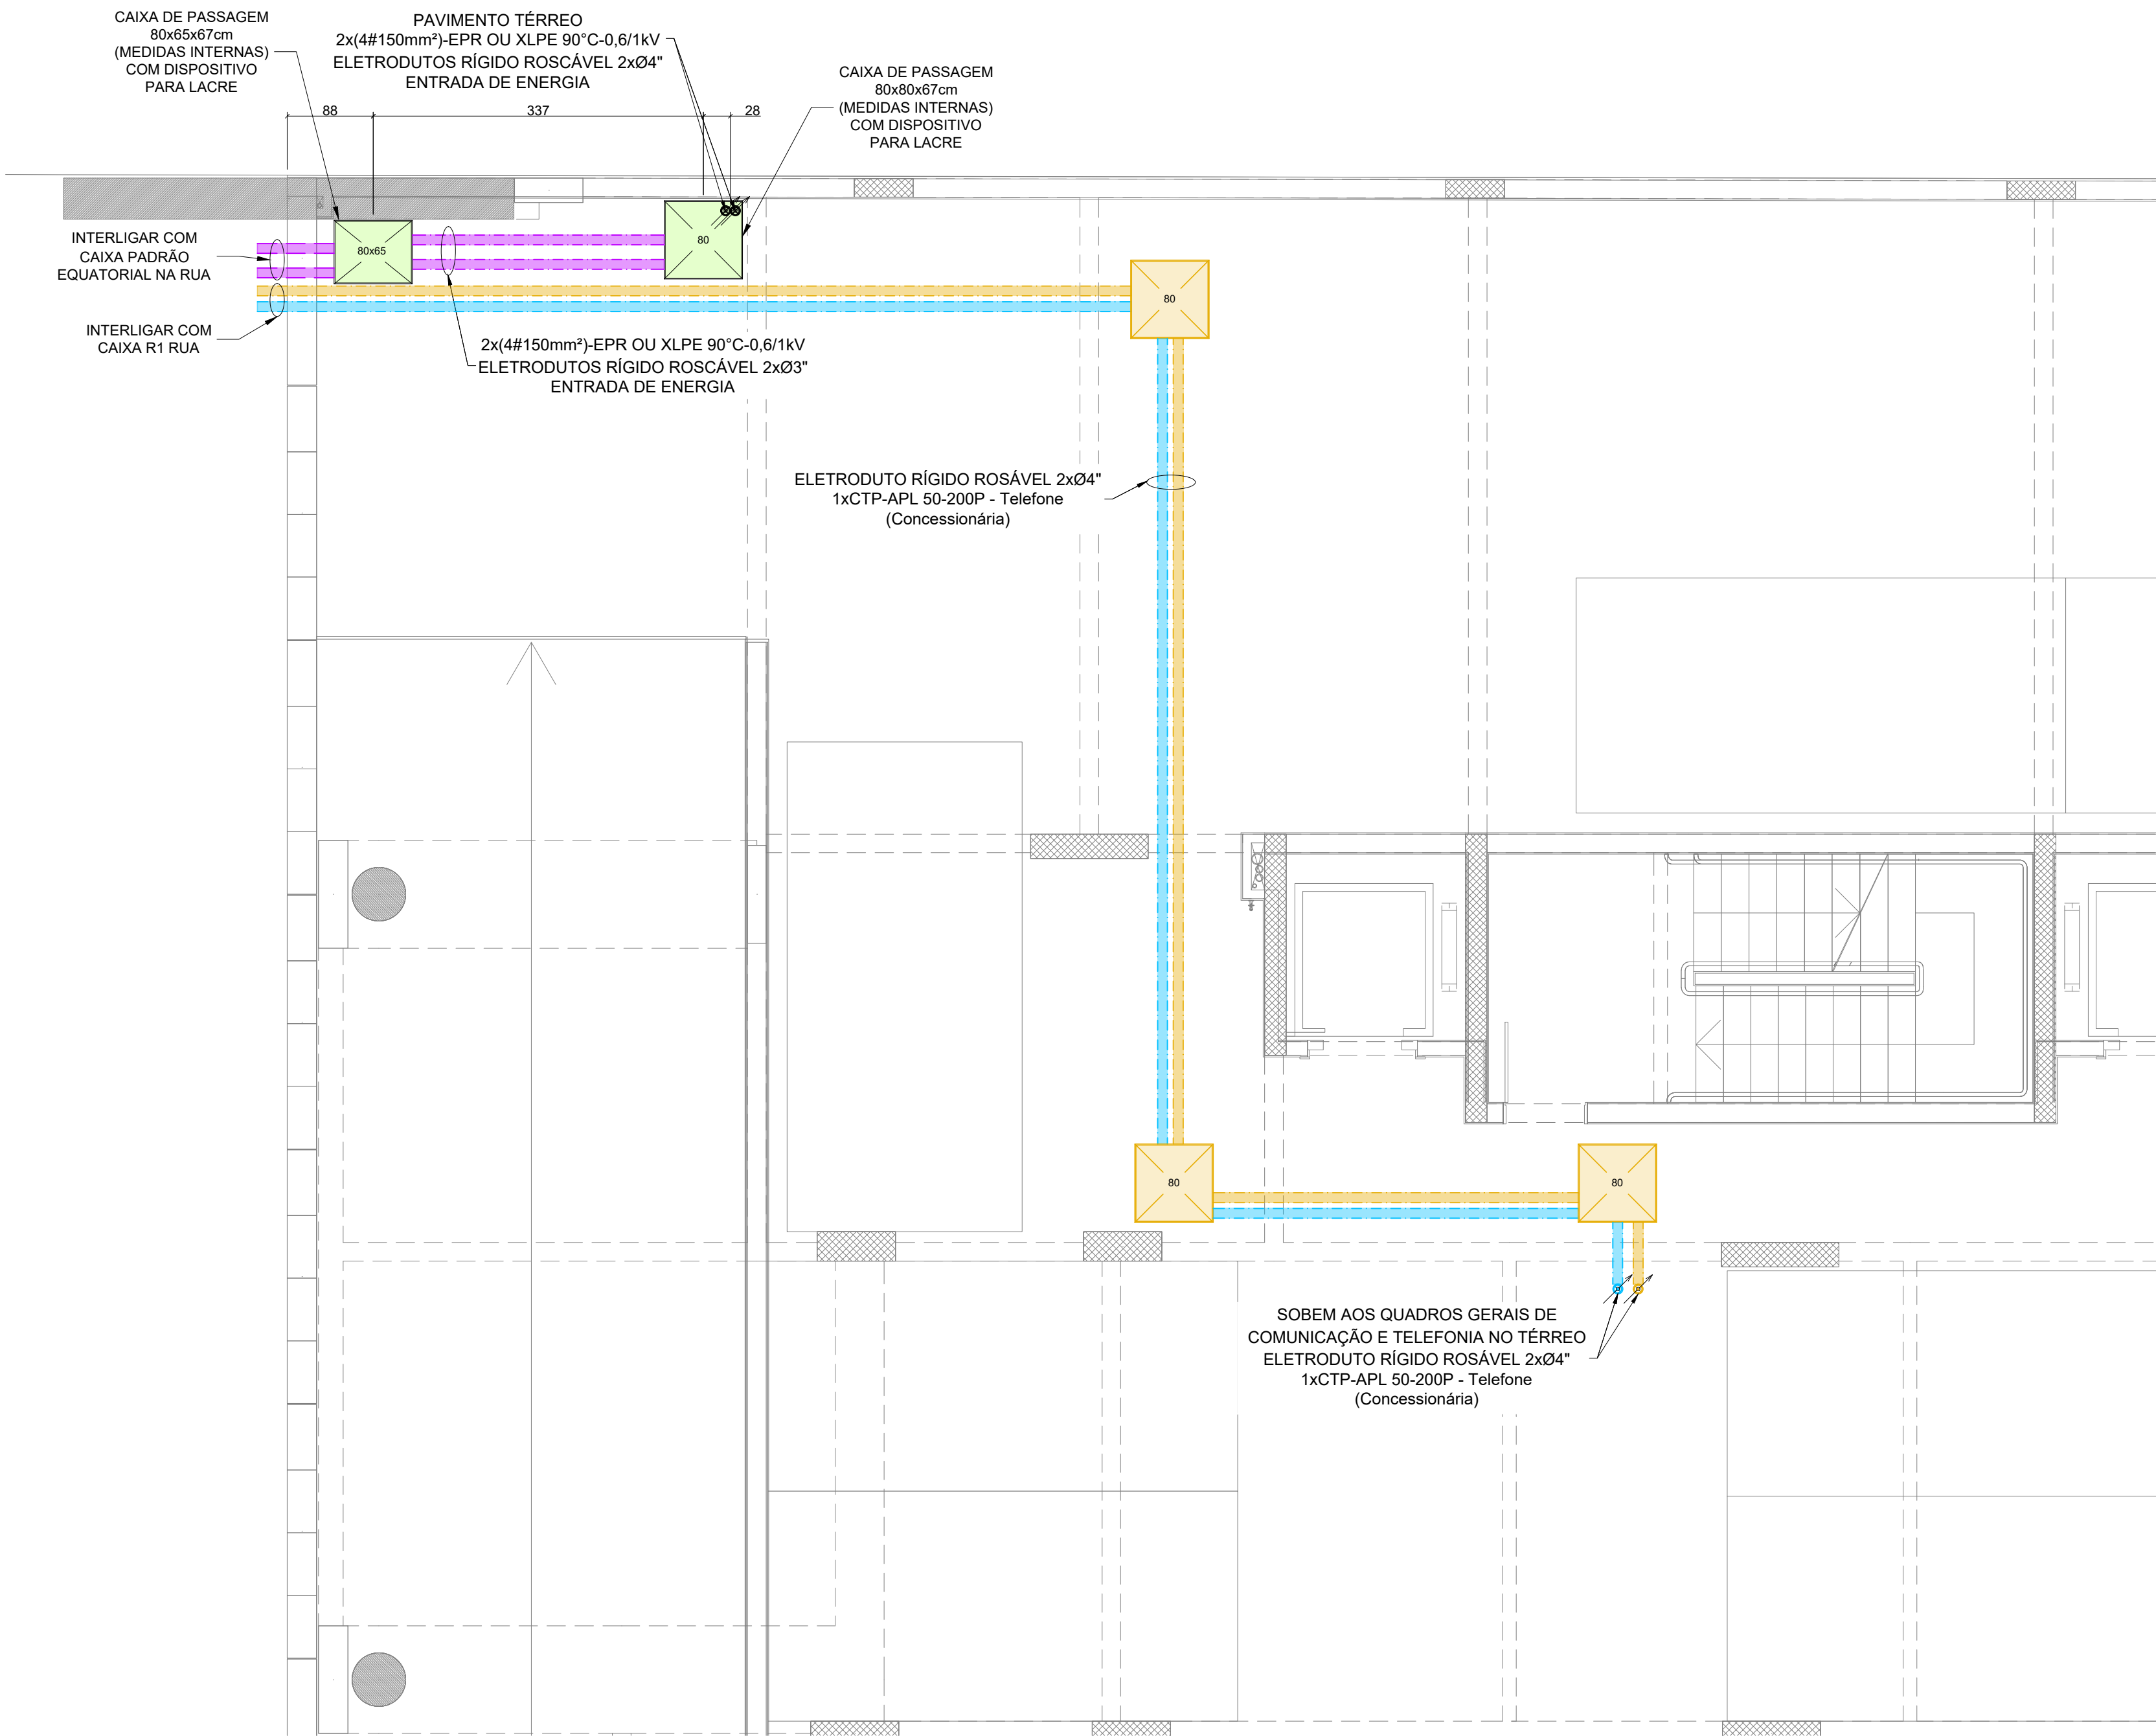 CAIXA DE PASSAGEM
80x65x67cm
(MEDIDAS INTERNAS)
COM DISPOSITIVO
PARA LACRE
PAVIMENTO TÉRREO
2x(4#150mm²)-EPR OU XLPE 90°C-0,6/1kV
ELETRODUTOS RÍGIDO ROSCÁVEL 2xØ4"
ENTRADA DE ENERGIA
CAIXA DE PASSAGEM
80x80x67cm
(MEDIDAS INTERNAS)
COM DISPOSITIVO
PARA LACRE
88
337
28
INTERLIGAR COM
CAIXA PADRÃO
EQUATORIAL NA RUA
80x65
80
80
INTERLIGAR COM
CAIXA R1 RUA
2x(4#150mm²)-EPR OU XLPE 90°C-0,6/1kV
ELETRODUTOS RÍGIDO ROSCÁVEL 2xØ3"
ENTRADA DE ENERGIA
ELETRODUTO RÍGIDO ROSÁVEL 2xØ4"
1xCTP-APL 50-200P - Telefone
(Concessionária)
80
80
SOBEM AOS QUADROS GERAIS DE
COMUNICAÇÃO E TELEFONIA NO TÉRREO
ELETRODUTO RÍGIDO ROSÁVEL 2xØ4"
1xCTP-APL 50-200P - Telefone
(Concessionária)